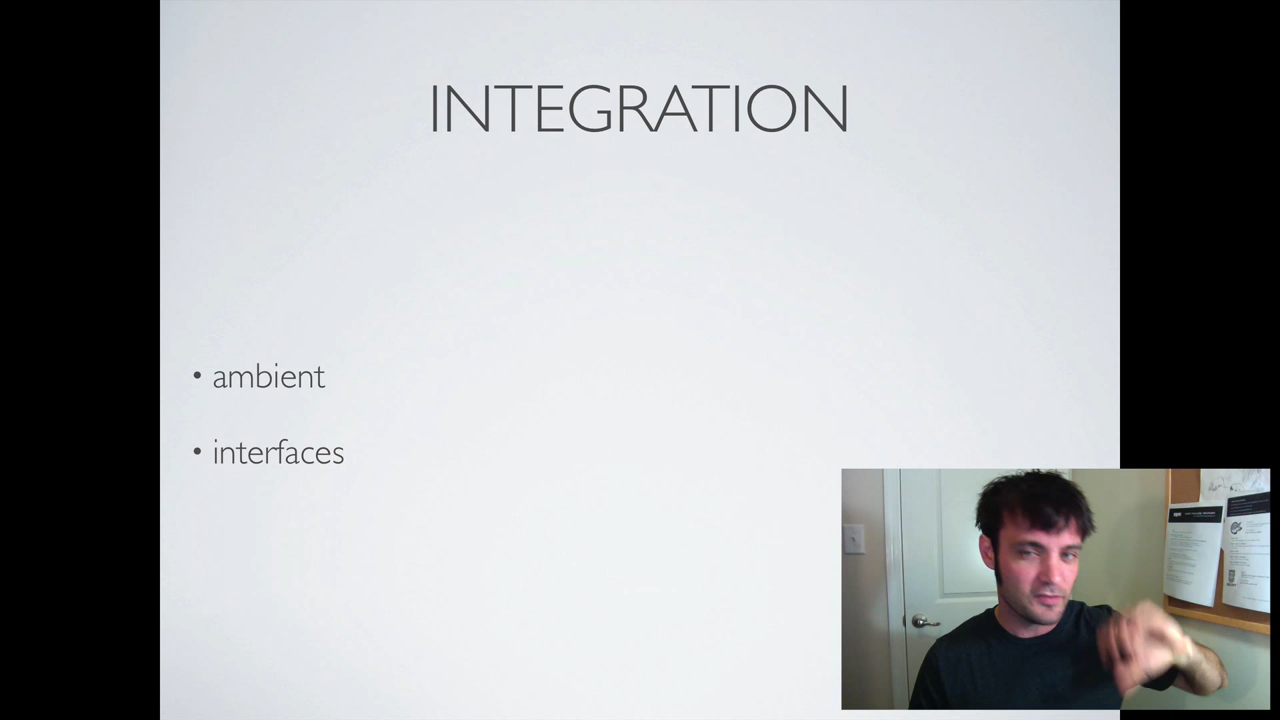 INTEGRATION
• ambient
• interfaces